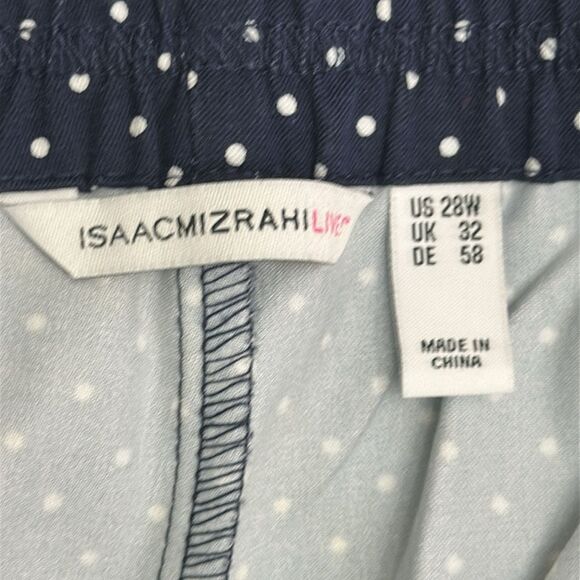 ISAACMIZRAHILIVE
US 28W
UK 32
DE 58
MADE IN
CHINA